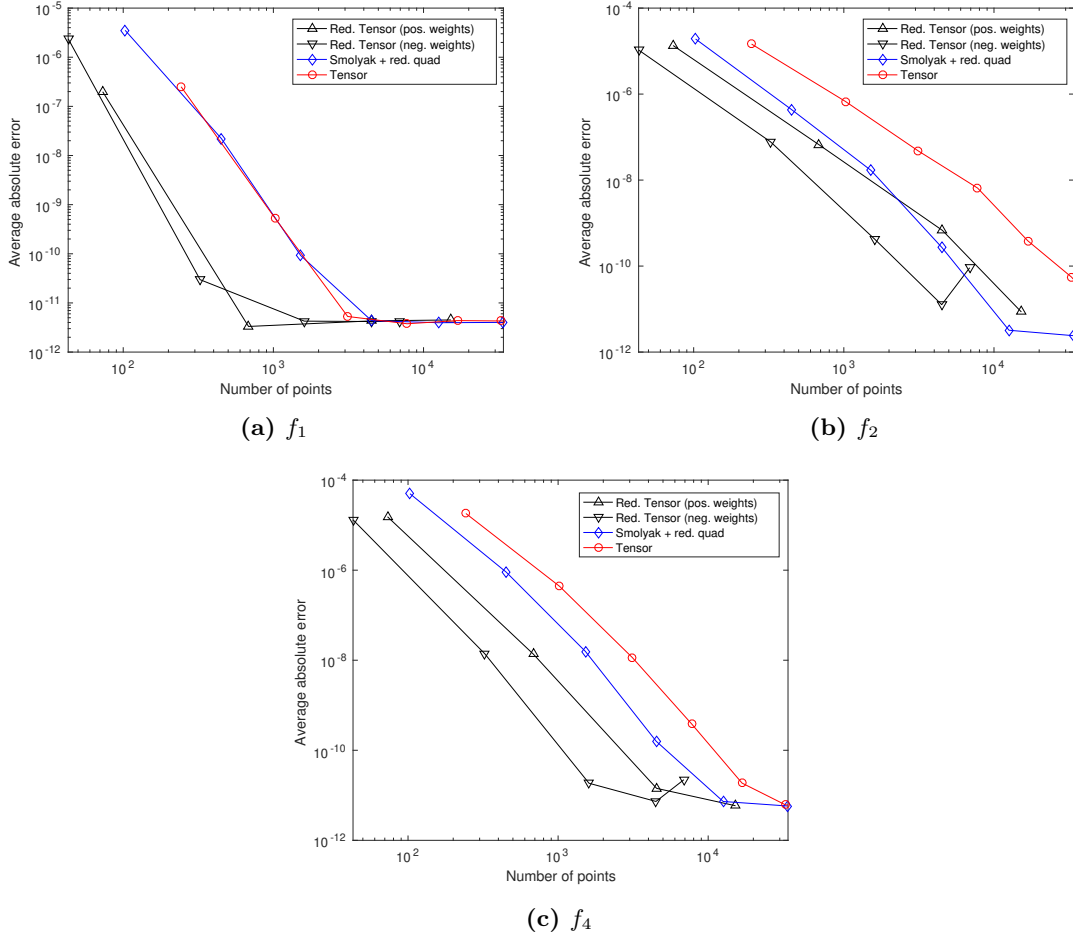 10^-5
10^-6
10^-7
10^-8
10^-9
10^-10
10^-11
10^-12
Average absolute error
Red. Tensor (pos. weights)
Red. Tensor (neg. weights)
Smolyak + red. quad
Tensor
10^2
10^3
10^4
Number of points
(a) f_1
10^-4
10^-6
10^-8
10^-10
10^-12
Average absolute error
Red. Tensor (pos. weights)
Red. Tensor (neg. weights)
Smolyak + red. quad
Tensor
10^2
10^3
10^4
Number of points
(b) f_2
10^-4
10^-6
10^-8
10^-10
10^-12
Average absolute error
Red. Tensor (pos. weights)
Red. Tensor (neg. weights)
Smolyak + red. quad
Tensor
10^2
10^3
10^4
Number of points
(c) f_4